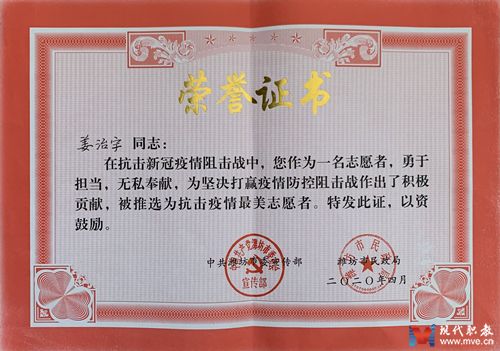 荣誉证书
姜治宇 同志：
在抗击新冠疫情阻击战中，您作为一名志愿者，勇于
担当，无私奉献，为坚决打赢疫情防控阻击战作出了积极
贡献，被推选为抗击疫情最美志愿者。特发此证，以资
鼓励。
中共潍坊市委宣传部 潍坊市民政局
宣传部
二〇二〇年四月
现代职教
www.mve.cn